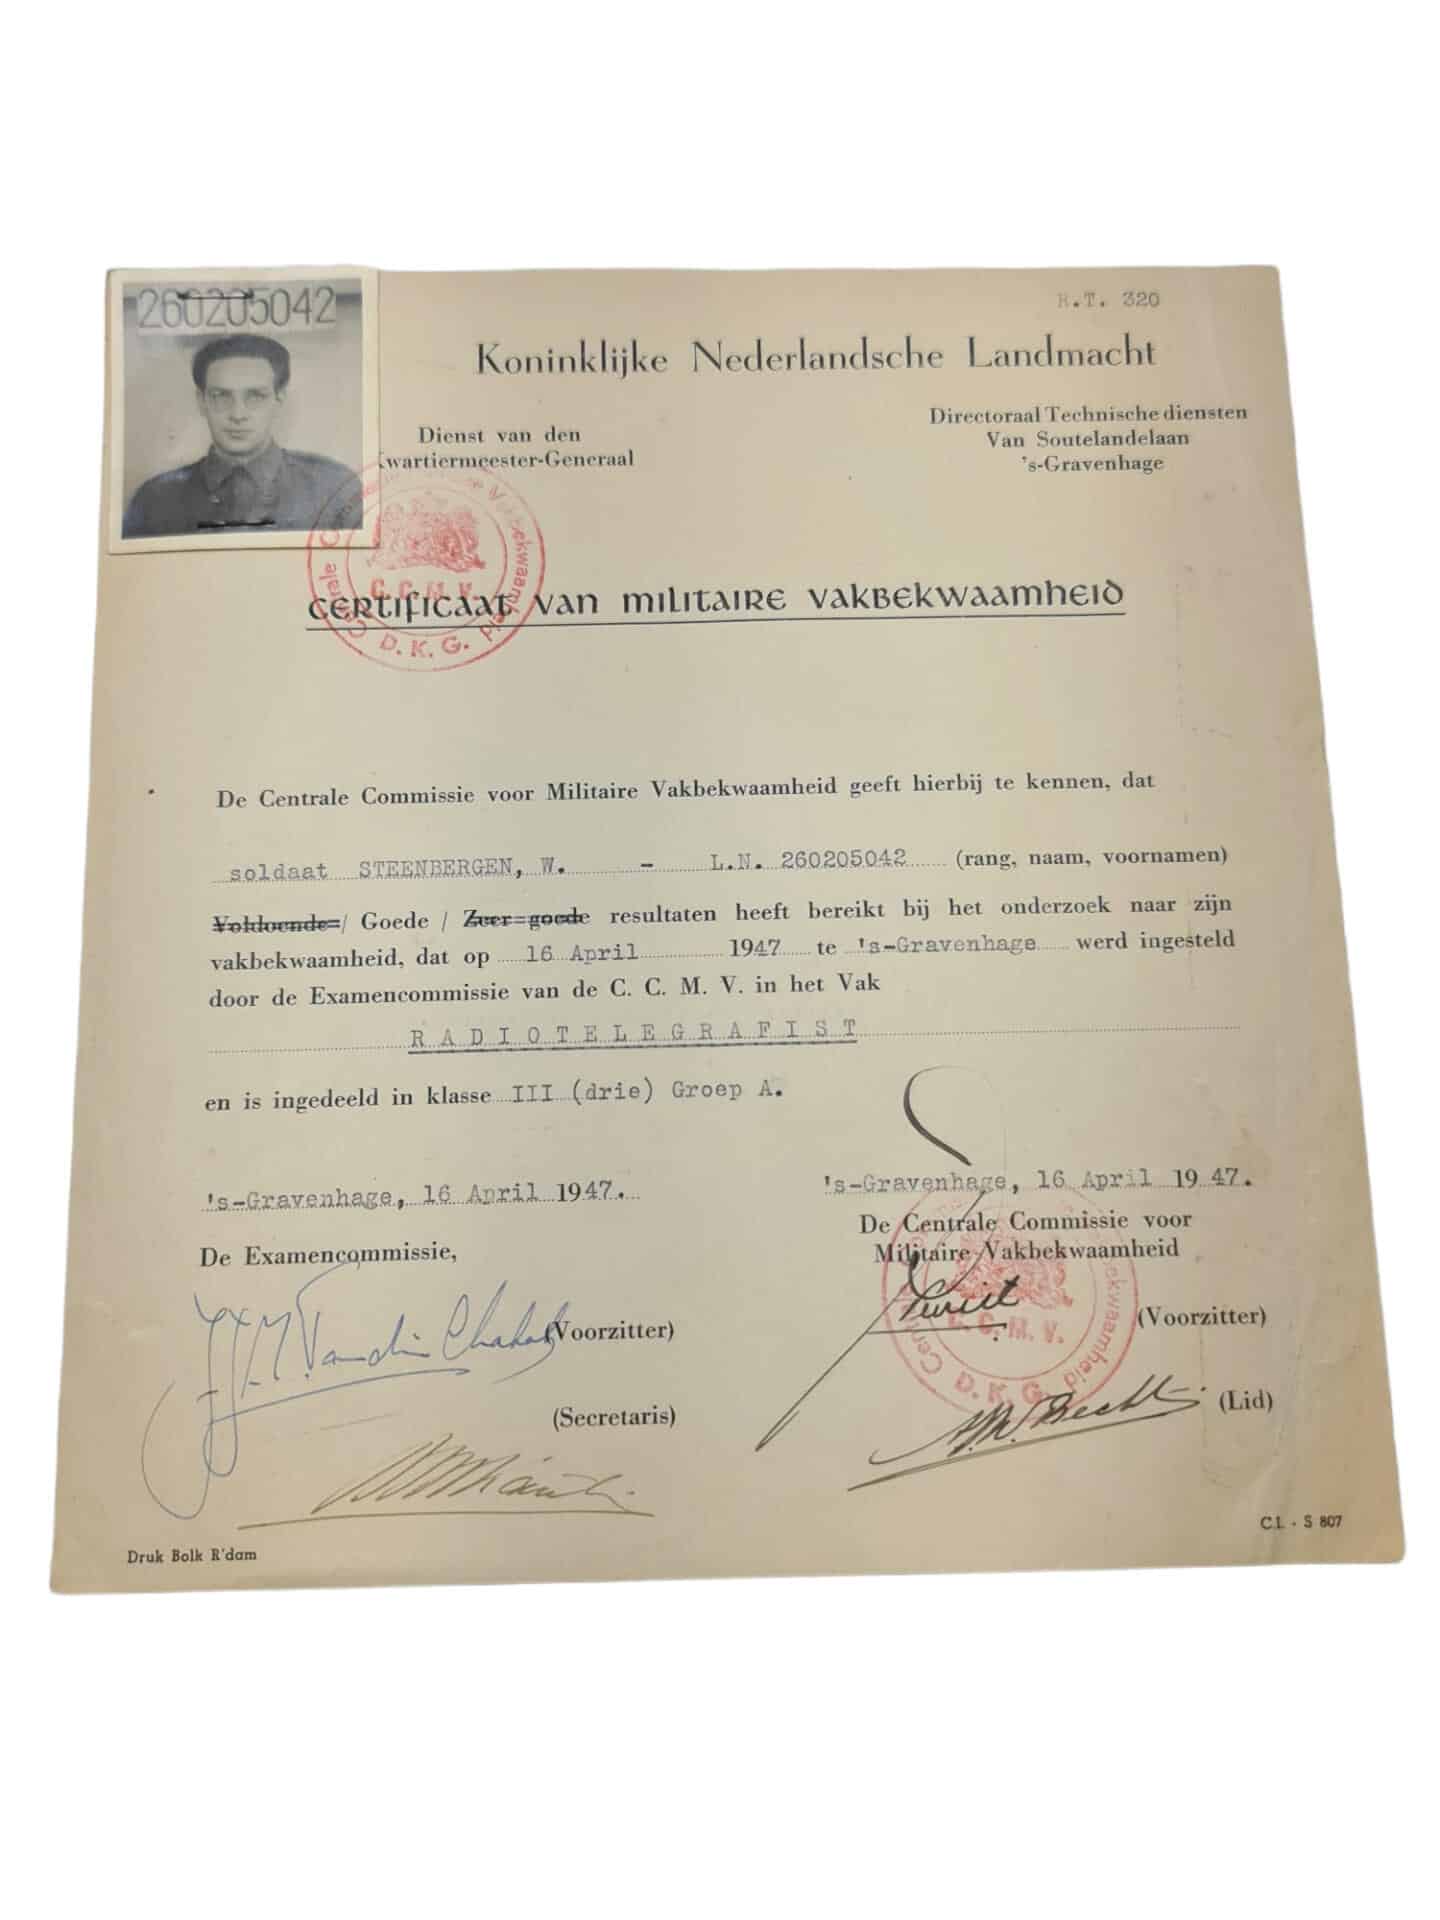 260205042
R.T. 320
Koninklijke Nederlandsche Landmacht
Dienst van den
Kwartiermeester-Generaal
Directoraal Technische diensten
Van Soutelandelaan
's-Gravenhage
Centrale Vakbekwaamheid
C.C.M.V.
D.K.G.
CERTIFICAAT VAN MILITAIRE VAKBEKWAAMHEID
De Centrale Commissie voor Militaire Vakbekwaamheid geeft hierbij te kennen, dat
soldaat STEENBERGEN, W. - L.N. 260205042 (rang, naam, voornamen)
Voldoende / Goede / Zeer goede resultaten heeft bereikt bij het onderzoek naar zijn
vakbekwaamheid, dat op 16 April 1947 te 's-Gravenhage werd ingesteld
door de Examencommissie van de C. C. M. V. in het Vak
RADIOTELEGRAFIST
en is ingedeeld in klasse III (drie) Groep A.
's-Gravenhage, 16 April 1947.
De Examencommissie,
(Voorzitter)
(Secretaris)
's-Gravenhage, 16 April 1947.
De Centrale Commissie voor
Militaire Vakbekwaamheid
(Voorzitter)
C.C.M.V.
D.K.G.
(Lid)
Druk Bolk R'dam
C.I. - S 807